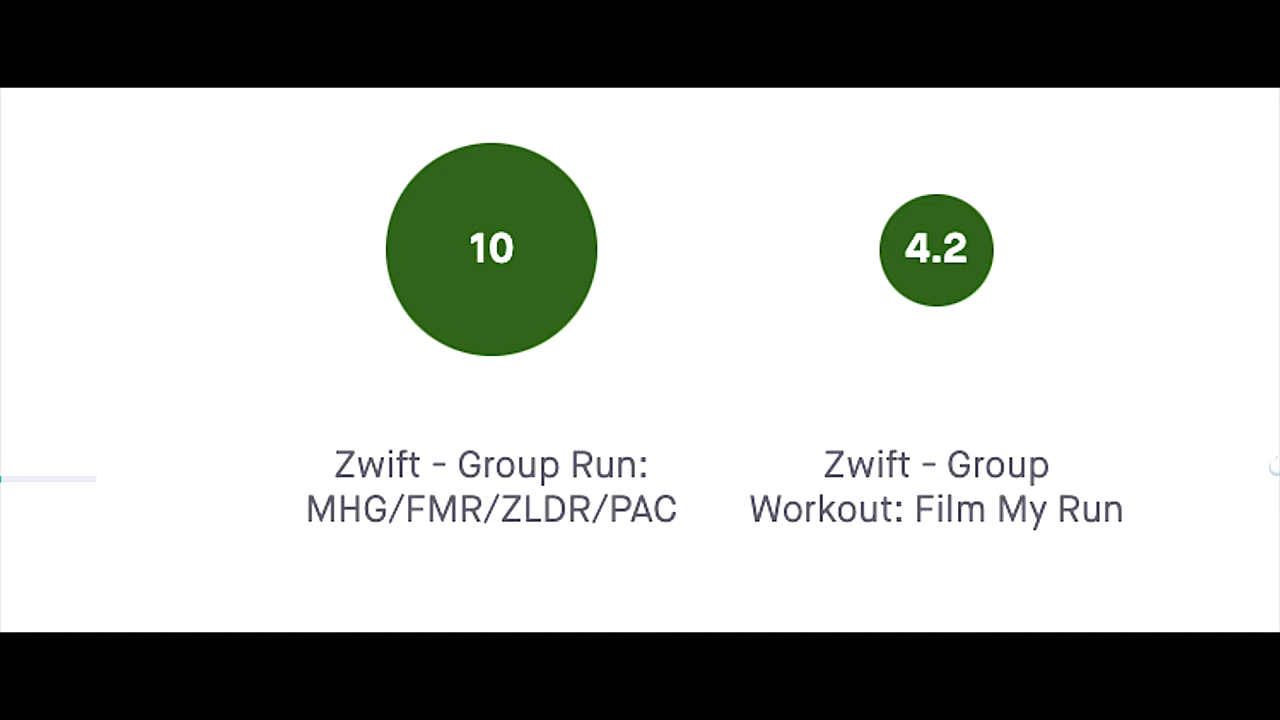 10
4.2
Zwift - Group Run:
MHG/FMR/ZLDR/PAC
Zwift - Group
Workout: Film My Run